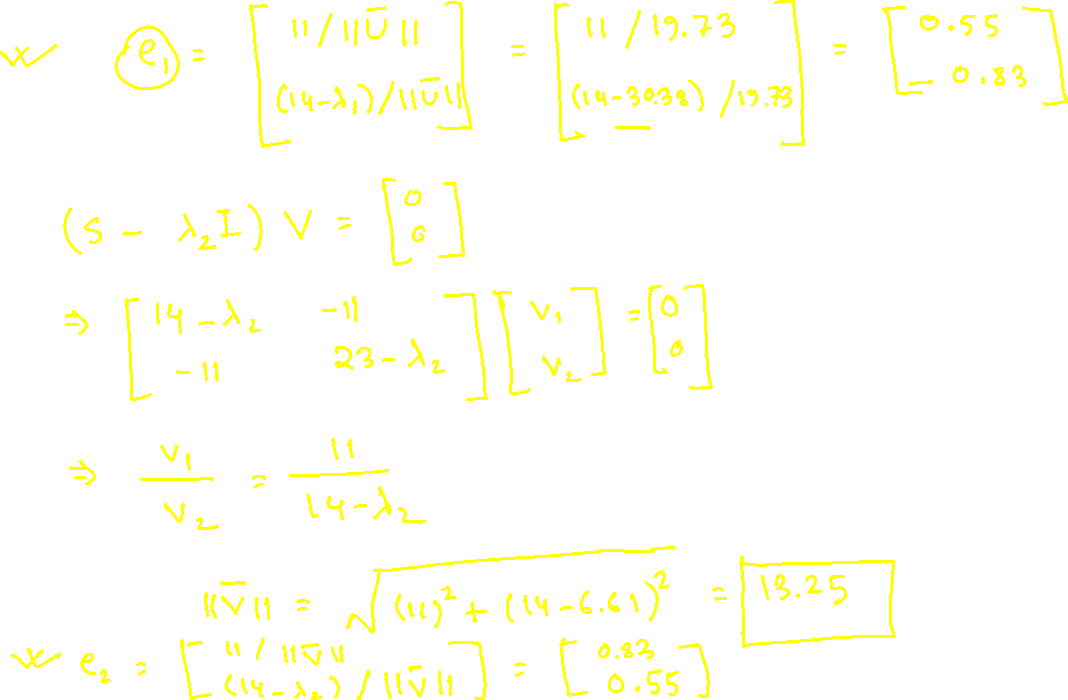 e₁ = [ 11/||Ū|| ; (14-λ₁)/||Ū|| ] = [ 11/19.73 ; (14-30.38)/19.73 ] = [ 0.55 ; -0.83 ]
(S - λ₂I) V = [ 0 ; 0 ]
⇒ [ 14-λ₂ -11 ; -11 23-λ₂ ] [ V₁ ; V₂ ] = [ 0 ; 0 ]
⇒ V₁/V₂ = 11/(14-λ₂)
||V̄|| = √((11)² + (14-6.61)²) = 13.25
e₂ = [ 11/||V̄|| ; (14-λ₂)/||V̄|| ] = [ 0.83 ; 0.55 ]